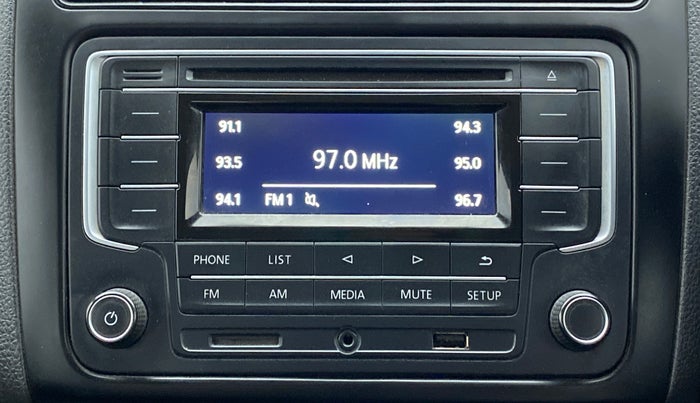 91.1 94.3
93.5 97.0 MHz 95.0
94.1 FM 1 96.7
PHONE LIST
FM AM MEDIA MUTE SETUP